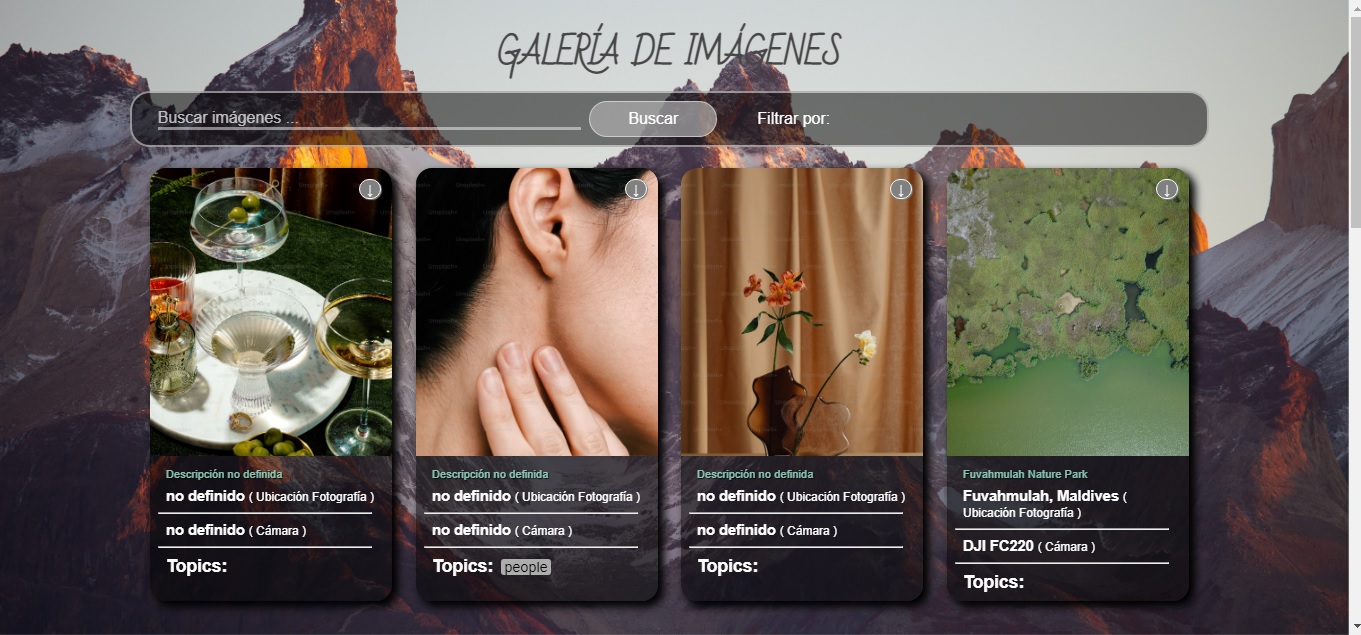 GALERÍA DE IMÁGENES
Buscar imágenes ...
Buscar
Filtrar por:
↓
↓
↓
↓
Descripción no definida
no definido ( Ubicación Fotografía )
no definido ( Cámara )
Topics:
Descripción no definida
no definido ( Ubicación Fotografía )
no definido ( Cámara )
Topics: people
Descripción no definida
no definido ( Ubicación Fotografía )
no definido ( Cámara )
Topics:
Fuvahmulah Nature Park
Fuvahmulah, Maldives (
Ubicación Fotografía )
DJI FC220 ( Cámara )
Topics: